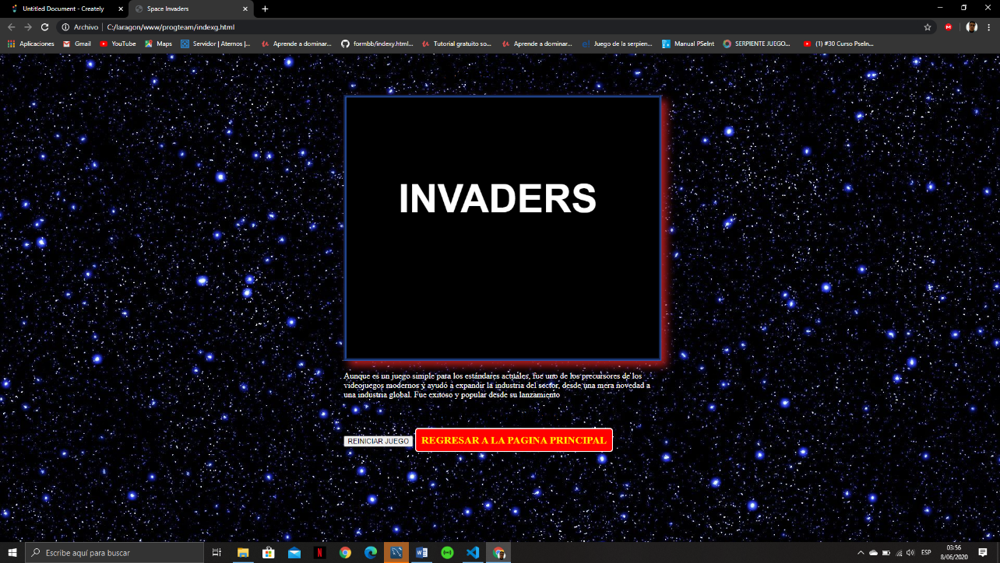 Untitled Document - Creately
Space Invaders
Archivo
C:/laragon/www/progteam/indexg.html
Aplicaciones
Gmail
YouTube
Maps
Servidor | Aternos |...
Aprende a dominar...
formbb/indexy.html...
Tutorial gratuito so...
Aprende a dominar...
Juego de la serpien...
Manual PSeInt
SERPIENTE JUEGO...
(1) #30 Curso PseIn...
INVADERS
Aunque es un juego simple para los estándares actuales, fue uno de los precursores de los
videojuegos modernos y ayudó a expandir la industria del sector, desde una mera novedad a
una industria global. Fue exitoso y popular desde su lanzamiento
REINICIAR JUEGO
REGRESAR A LA PAGINA PRINCIPAL
Escribe aquí para buscar
ESP
03:56
8/06/2020